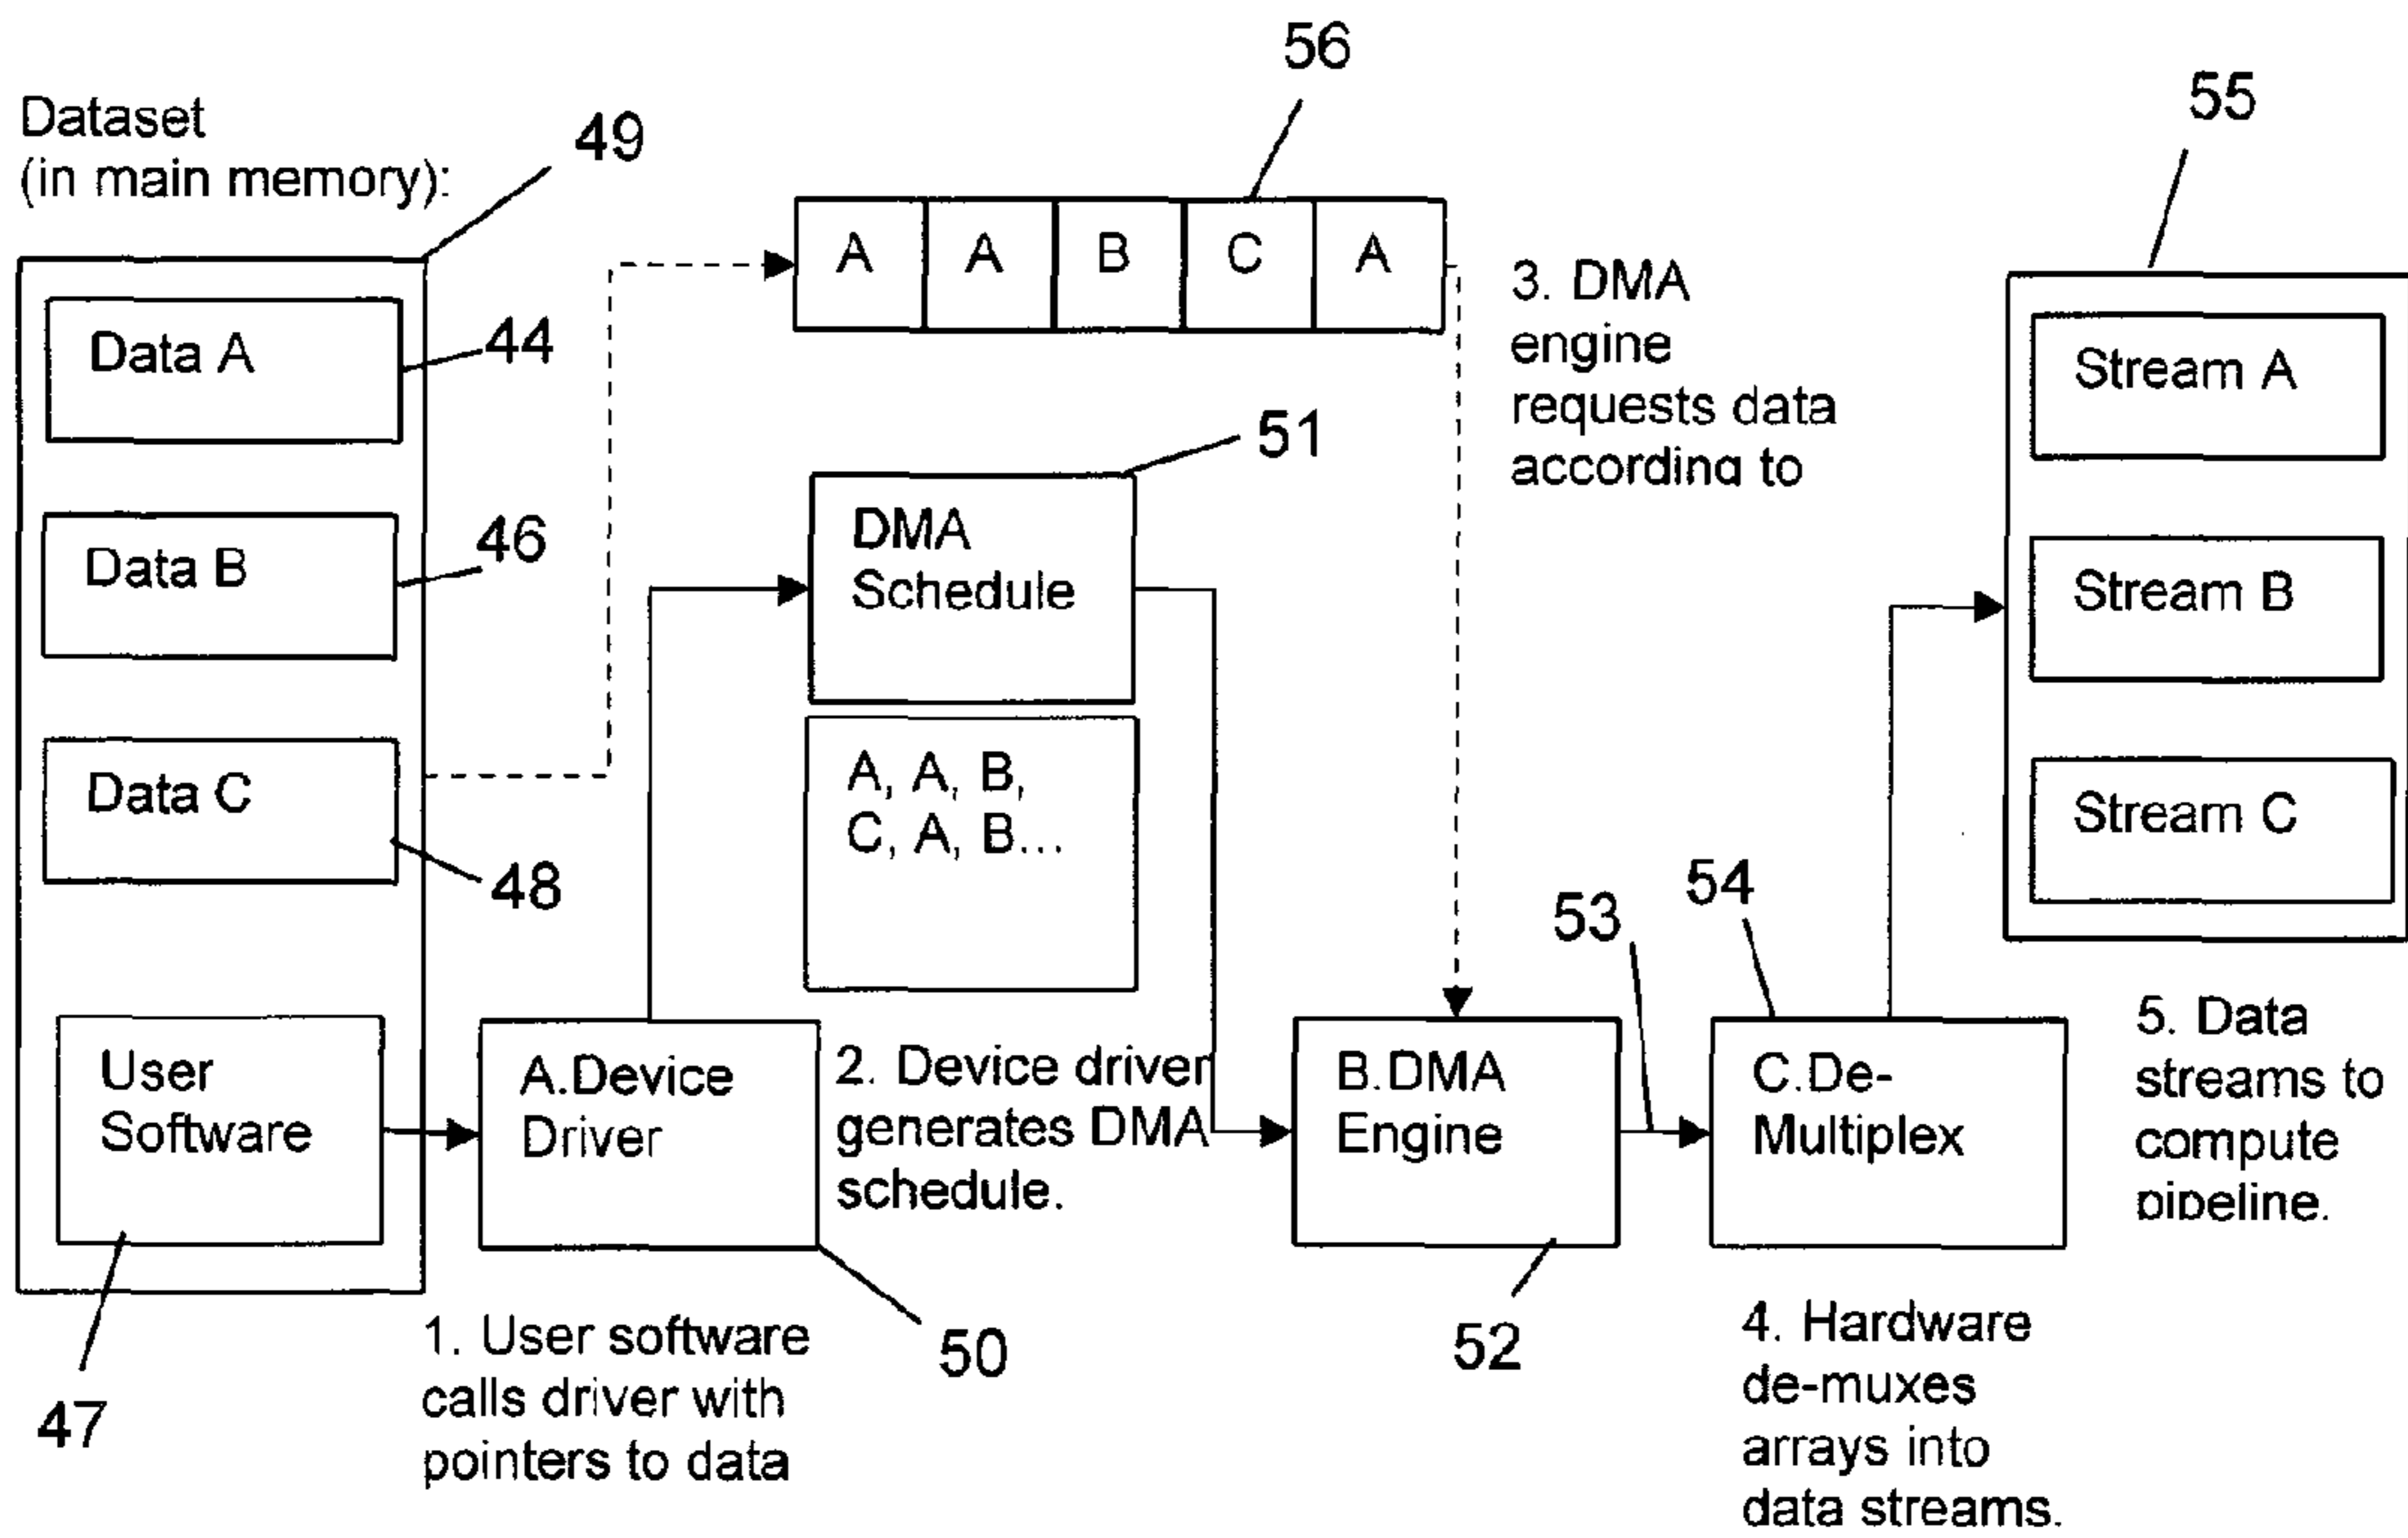 56
55
Dataset
(in main memory):
49
A A B C A
3. DMA
engine
requests data
according to
Data A
44
Stream A
51
DMA
Schedule
Data B
46
Stream B
A, A, B,
C, A, B...
Data C
48
Stream C
53
54
User
Software
A.Device
Driver
2. Device driver
generates DMA
schedule.
B.DMA
Engine
C.De-
Multiplex
5. Data
streams to
compute
pipeline.
47
1. User software
calls driver with
pointers to data
50
52
4. Hardware
de-muxes
arrays into
data streams.